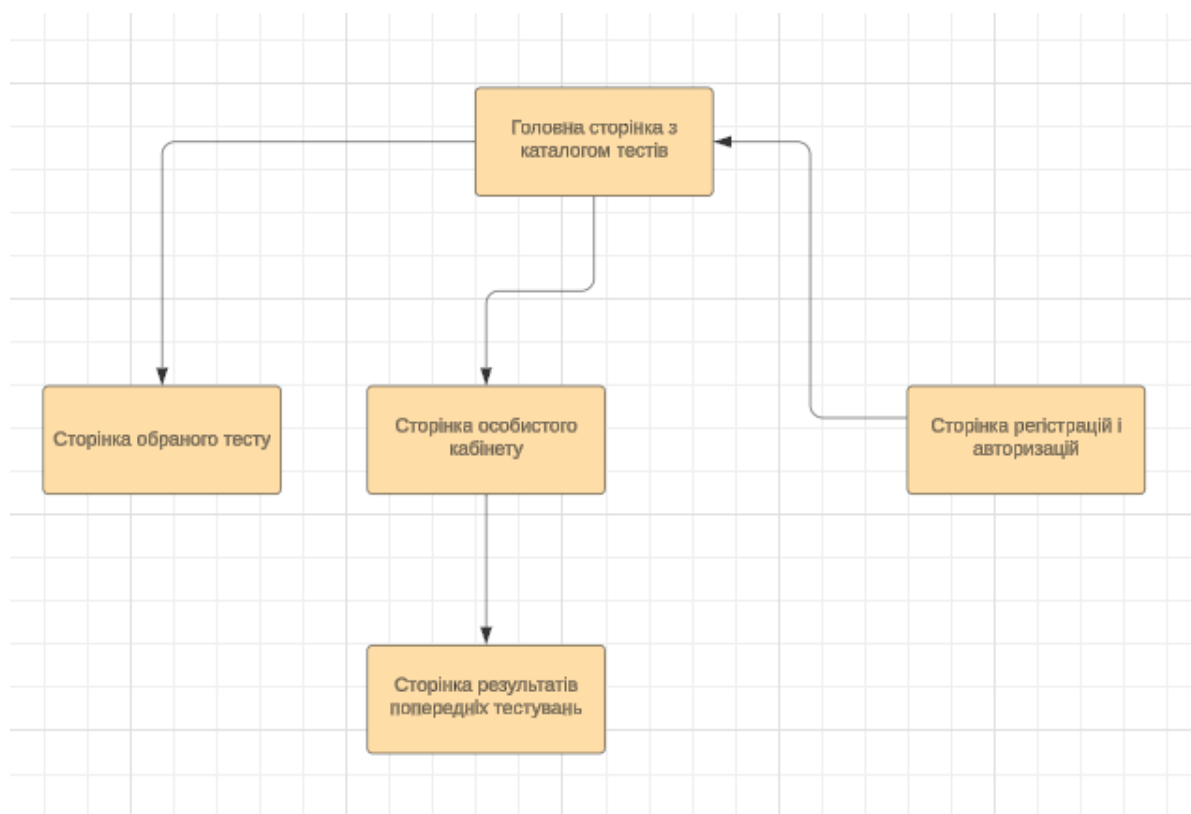 Головна сторінка з
каталогом тестів
Сторінка обраного тесту
Сторінка особистого
кабінету
Сторінка регістрацій і
авторизацій
Сторінка результатів
попередніх тестувань